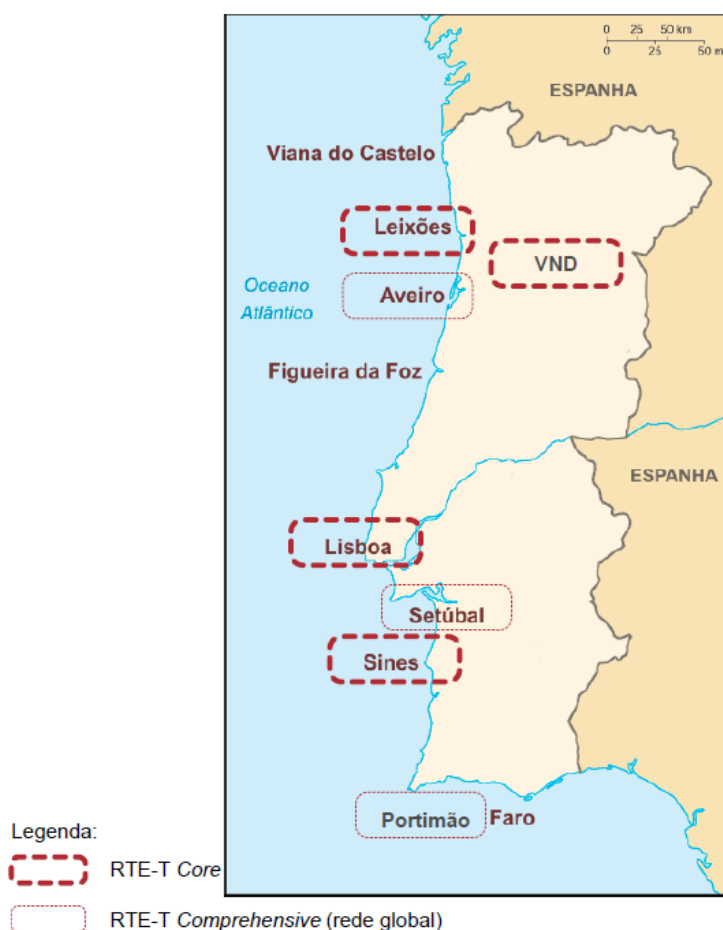 0 25 50 km
0 25 50 m
ESPANHA
Viana do Castelo
Leixões
VND
Oceano
Atlântico
Aveiro
Figueira da Foz
ESPANHA
Lisboa
Setúbal
Sines
Portimão Faro
Legenda:
RTE-T Core
RTE-T Comprehensive (rede global)